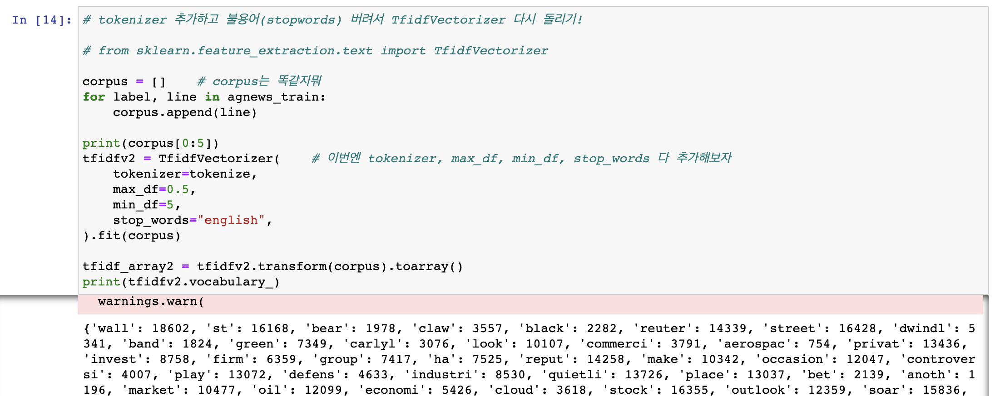 In [14]: # tokenizer 추가하고 불용어(stopwords) 버려서 TfidfVectorizer 다시 돌리기!
# from sklearn.feature_extraction.text import TfidfVectorizer
corpus = []    # corpus는 똑같지뭐
for label, line in agnews_train:
    corpus.append(line)
print(corpus[0:5])
tfidfv2 = TfidfVectorizer(    # 이번엔 tokenizer, max_df, min_df, stop_words 다 추가해보자
    tokenizer=tokenize,
    max_df=0.5,
    min_df=5,
    stop_words="english",
).fit(corpus)
tfidf_array2 = tfidfv2.transform(corpus).toarray()
print(tfidfv2.vocabulary_)
  warnings.warn(
{'wall': 18602, 'st': 16168, 'bear': 1978, 'claw': 3557, 'black': 2282, 'reuter': 14339, 'street': 16428, 'dwindl': 5
341, 'band': 1824, 'green': 7349, 'carlyl': 3076, 'look': 10107, 'commerci': 3791, 'aerospac': 754, 'privat': 13436,
'invest': 8758, 'firm': 6359, 'group': 7417, 'ha': 7525, 'reput': 14258, 'make': 10342, 'occasion': 12047, 'controver
si': 4007, 'play': 13072, 'defens': 4633, 'industri': 8530, 'quietli': 13726, 'place': 13037, 'bet': 2139, 'anoth': 1
196, 'market': 10477, 'oil': 12099, 'economi': 5426, 'cloud': 3618, 'stock': 16355, 'outlook': 12359, 'soar': 15836,